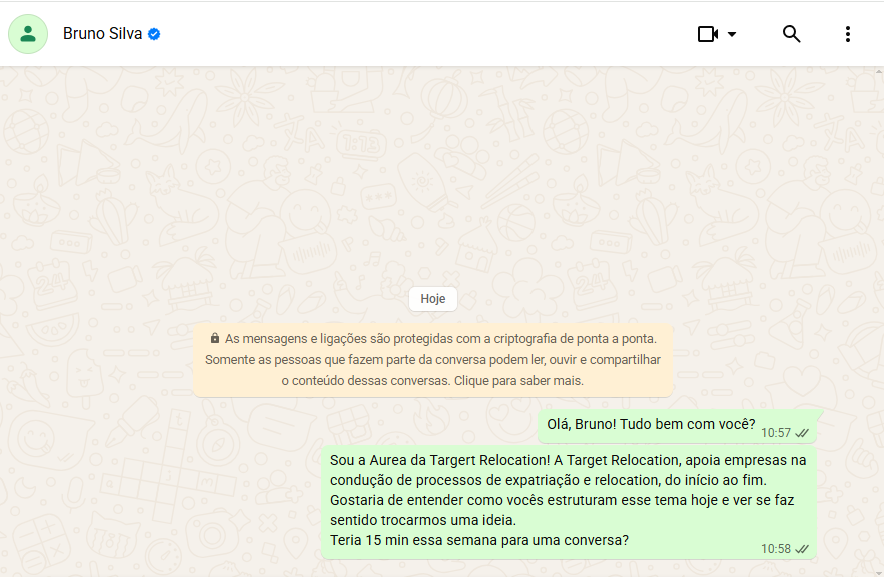 Bruno Silva
Hoje
As mensagens e ligações são protegidas com a criptografia de ponta a ponta.
Somente as pessoas que fazem parte da conversa podem ler, ouvir e compartilhar
o conteúdo dessas conversas. Clique para saber mais.
Olá, Bruno! Tudo bem com você?
10:57
Sou a Aurea da Targert Relocation! A Target Relocation, apoia empresas na
condução de processos de expatriação e relocation, do início ao fim.
Gostaria de entender como vocês estruturam esse tema hoje e ver se faz
sentido trocarmos uma ideia.
Teria 15 min essa semana para uma conversa?
10:58